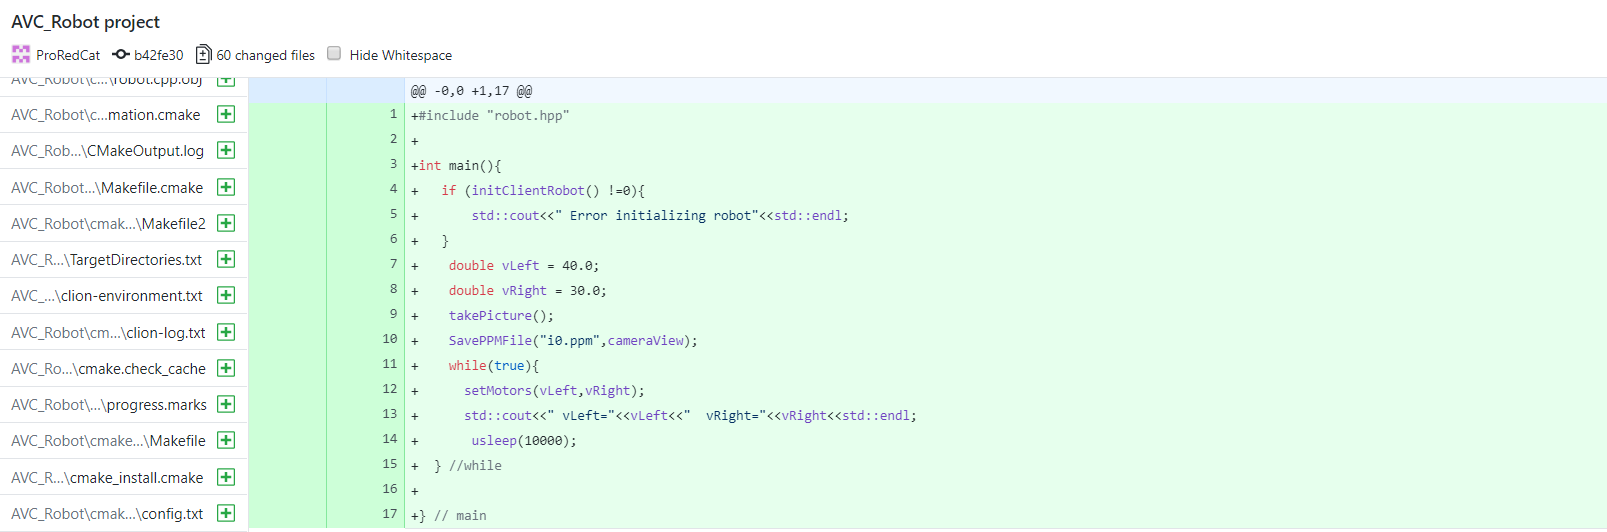 AVC_Robot project
ProRedCat b42fe30 60 changed files Hide Whitespace
AVC_Robot\c...\robot.cpp.obj
AVC_Robot\c...mation.cmake
AVC_Rob...\CMakeOutput.log
AVC_Robot...\Makefile.cmake
AVC_Robot\cmak...\Makefile2
AVC_R...\TargetDirectories.txt
AVC_...\clion-environment.txt
AVC_Robot\cm...\clion-log.txt
AVC_Ro...\cmake.check_cache
AVC_Robot\...\progress.marks
AVC_Robot\cmake...\Makefile
AVC_R...\cmake_install.cmake
AVC_Robot\cmak...\config.txt
@@ -0,0 +1,17 @@
1 +#include "robot.hpp"
2 +
3 +int main(){
4 +   if (initClientRobot() !=0){
5 +       std::cout<<" Error initializing robot"<<std::endl;
6 +   }
7 +    double vLeft = 40.0;
8 +    double vRight = 30.0;
9 +    takePicture();
10 +    SavePPMFile("i0.ppm",cameraView);
11 +    while(true){
12 +      setMotors(vLeft,vRight);
13 +      std::cout<<" vLeft="<<vLeft<<"  vRight="<<vRight<<std::endl;
14 +       usleep(10000);
15 +  } //while
16 +
17 +} // main